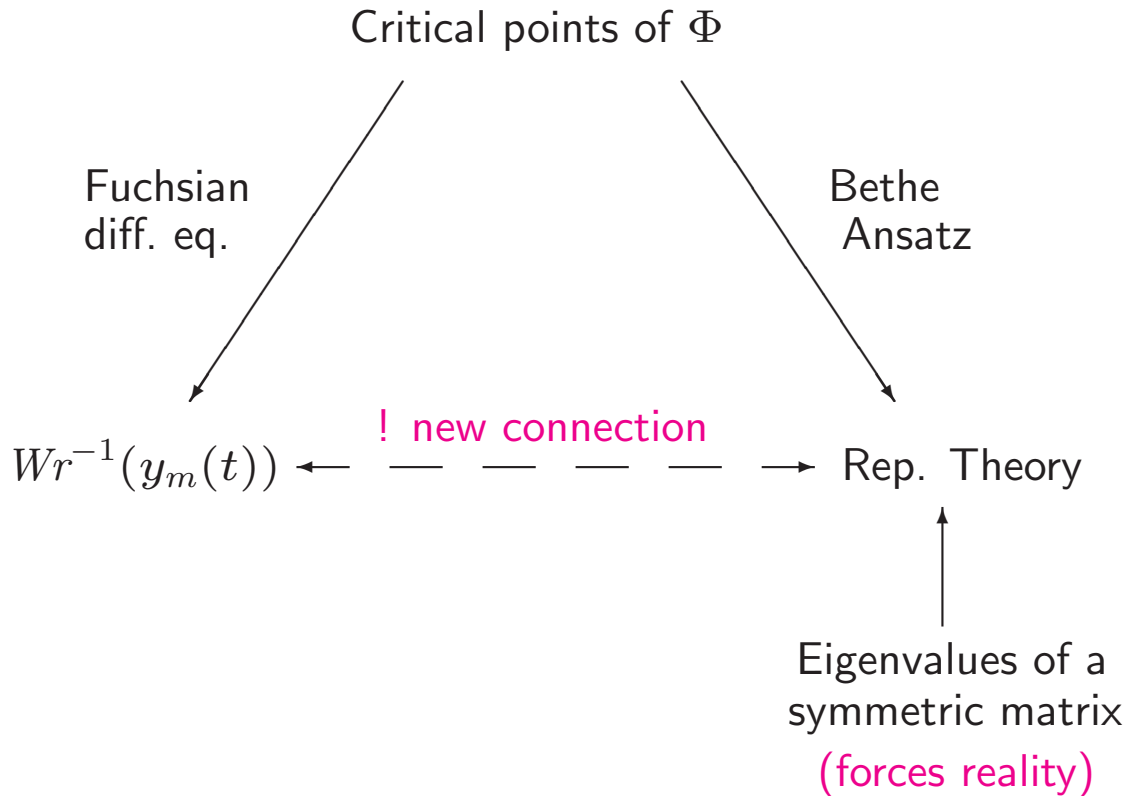 Critical points of Φ
Fuchsian
diff. eq.
Bethe
Ansatz
! new connection
Wr⁻¹(yₘ(t))
Rep. Theory
Eigenvalues of a
symmetric matrix
(forces reality)